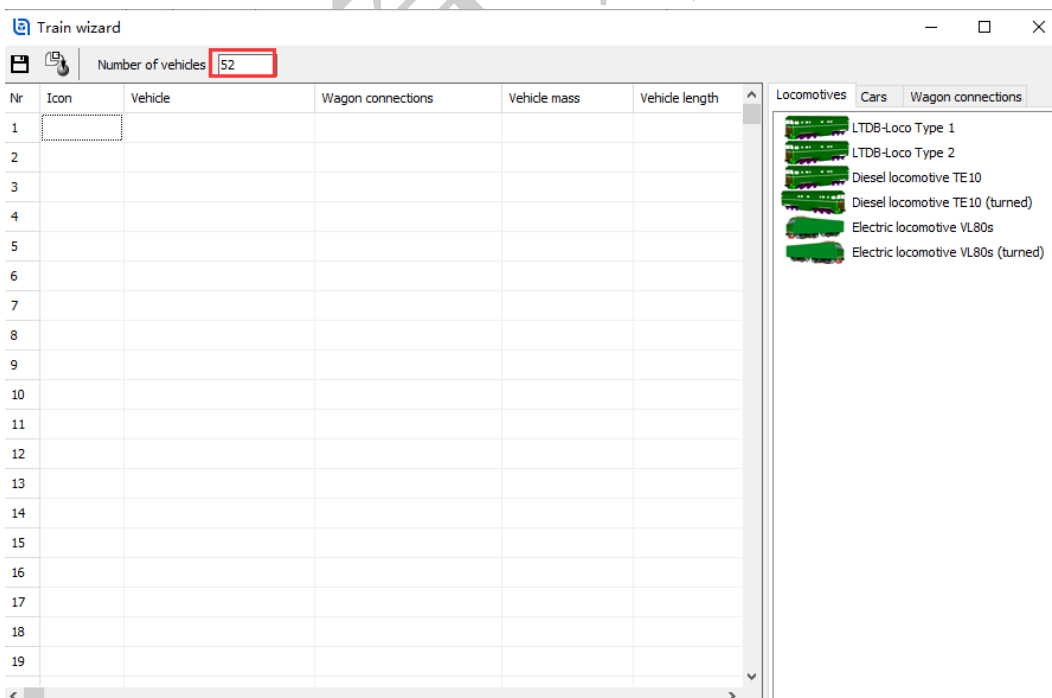 Train wizard
Number of vehicles 52
Nr Icon Vehicle Wagon connections Vehicle mass Vehicle length
1
2
3
4
5
6
7
8
9
10
11
12
13
14
15
16
17
18
19
Locomotives Cars Wagon connections
LTDB-Loco Type 1
LTDB-Loco Type 2
Diesel locomotive TE10
Diesel locomotive TE10 (turned)
Electric locomotive VL80s
Electric locomotive VL80s (turned)